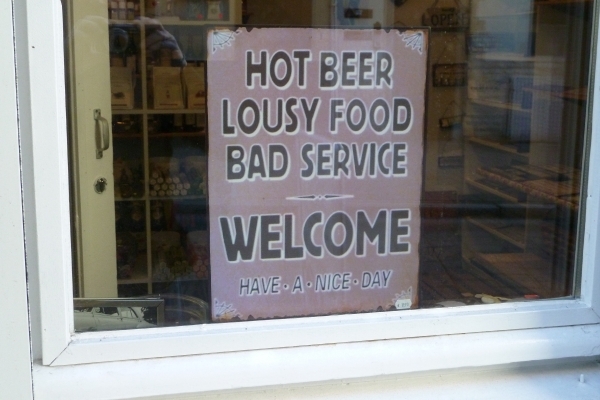 HOT BEER
LOUSY FOOD
BAD SERVICE
WELCOME
HAVE · A · NICE · DAY